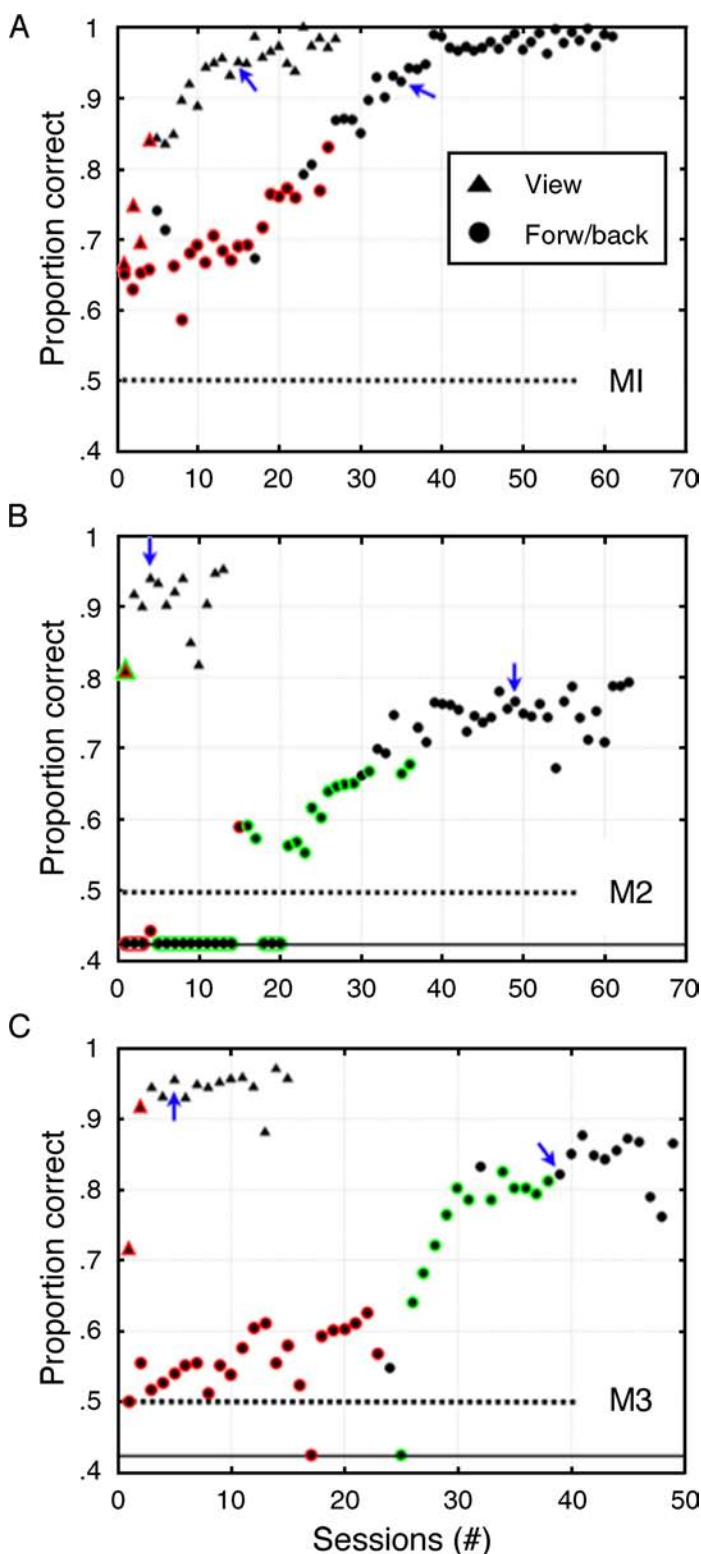 A
Proportion correct
1
.9
.8
.7
.6
.5
.4
View
Forw/back
MI
0 10 20 30 40 50 60 70
B
Proportion correct
1
.9
.8
.7
.6
.5
.4
M2
0 10 20 30 40 50 60 70
C
Proportion correct
1
.9
.8
.7
.6
.5
.4
M3
0 10 20 30 40 50
Sessions (#)